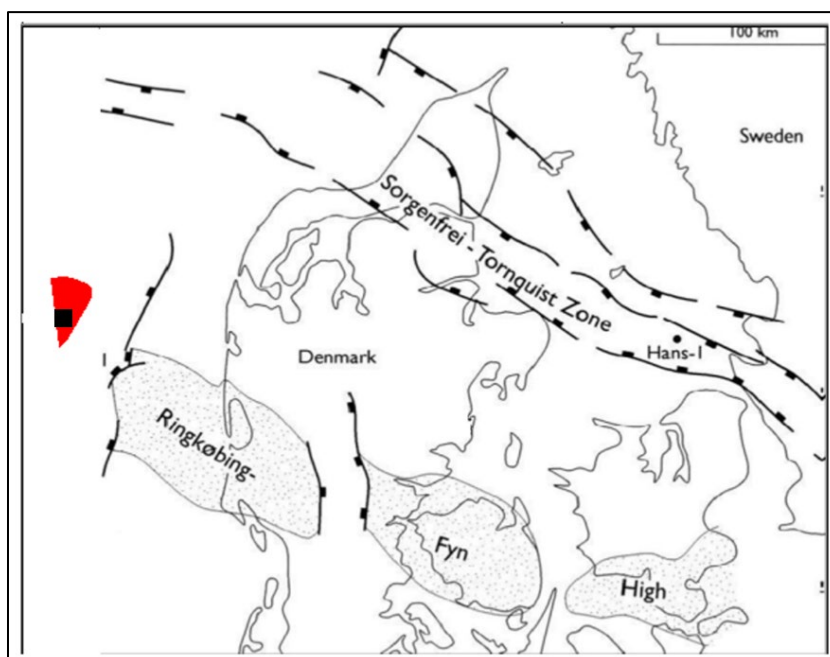 100 km
Sweden
Sorgenfrei - Tornquist Zone
Denmark
Hans-1
Ringkøbing-
Fyn
High